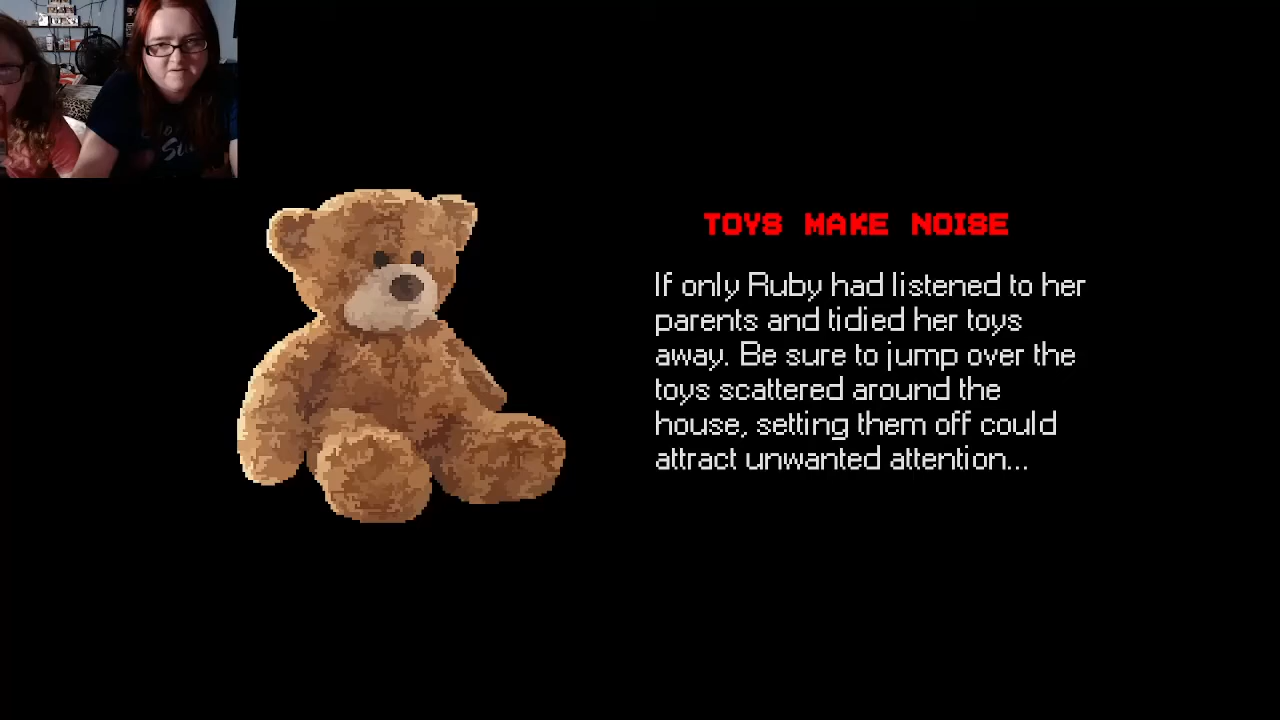 TOYS MAKE NOISE
If only Ruby had listened to her
parents and tidied her toys
away. Be sure to jump over the
toys scattered around the
house, setting them off could
attract unwanted attention...